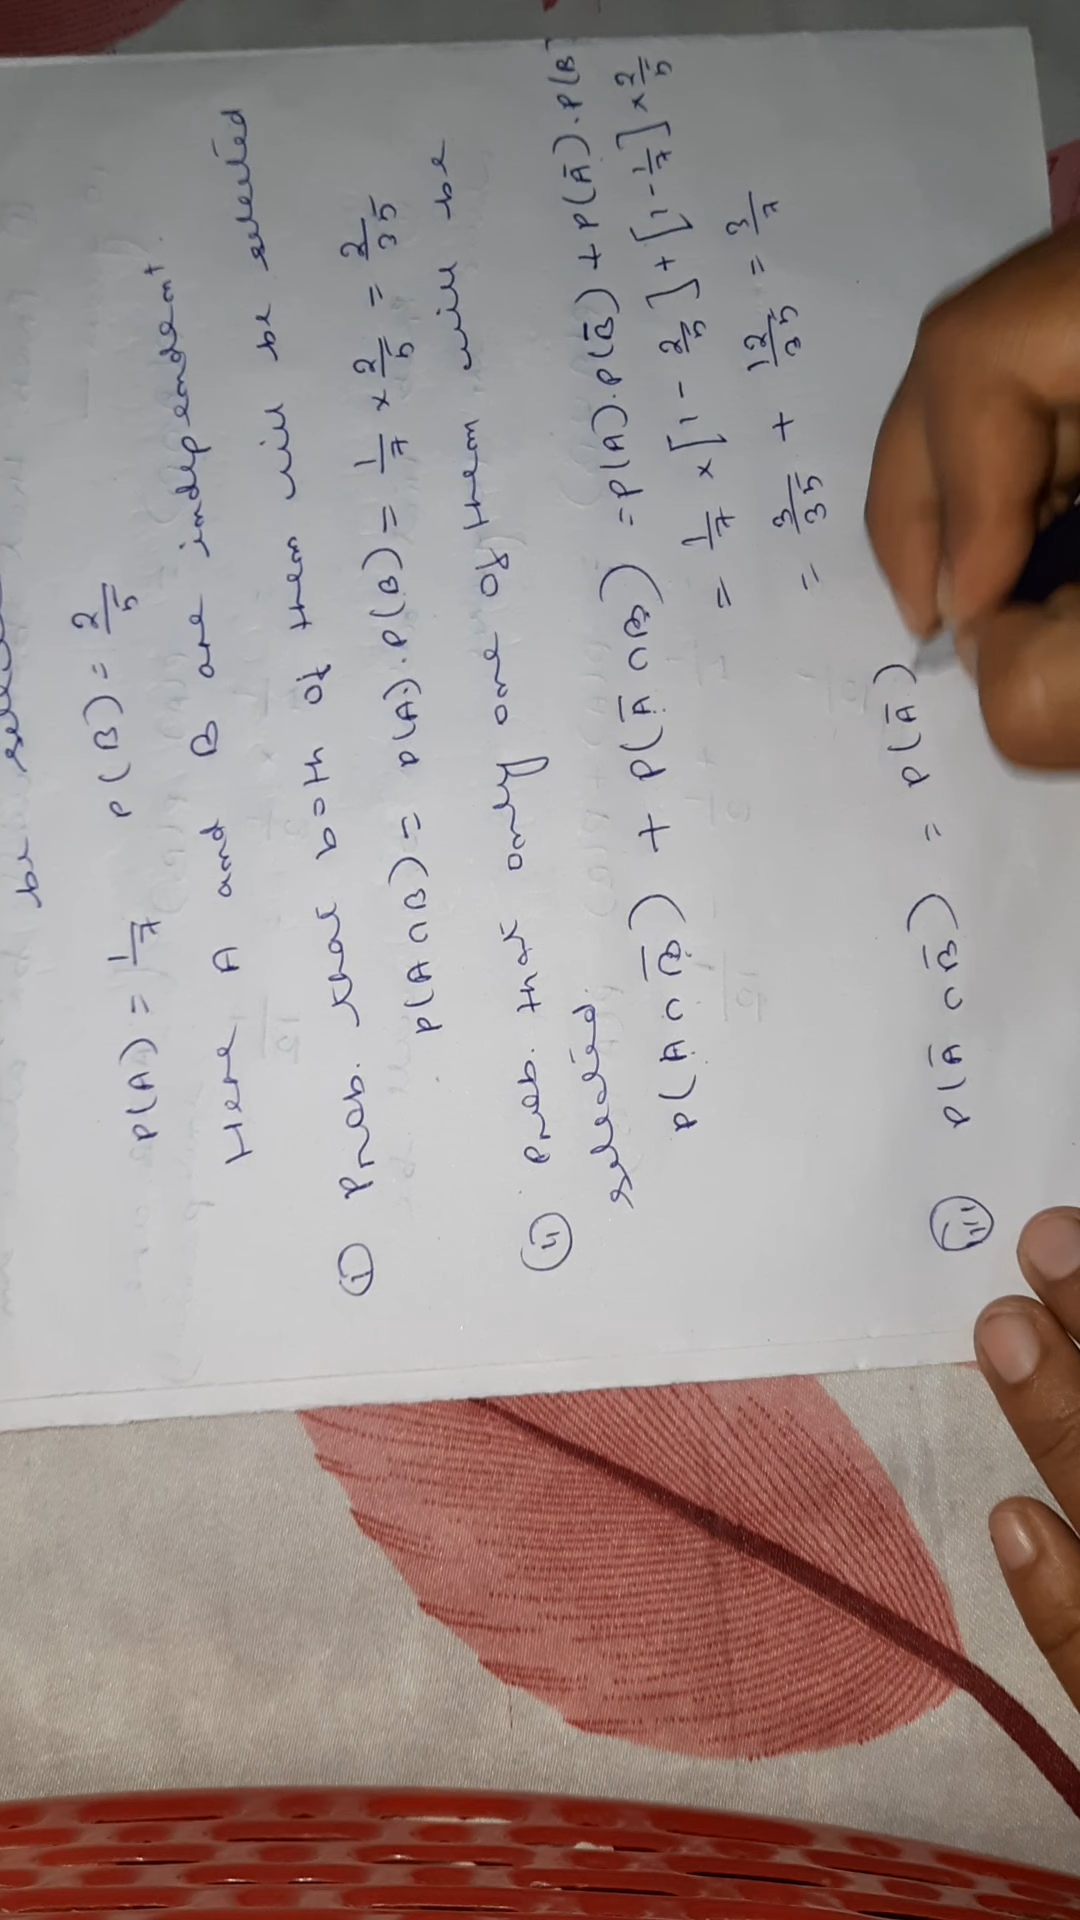 be
P(A) = 1/7 P(B) = 2/5
Here A and B are independent.
(i) Prob. that both of them will be selected
P(A∩B) = P(A).P(B) = 1/7 × 2/5 = 2/35
(ii) Prob. that only one of them will be
selected.
P(A∩B̅) + P(A̅∩B) = P(A).P(B̅) + P(A̅).P(B
= 1/7 × [1 - 2/5] + [1 - 1/7] × 2/5
= 3/35 + 12/35 = 3/7
(iii) P(A̅∩B̅) = P(A̅)